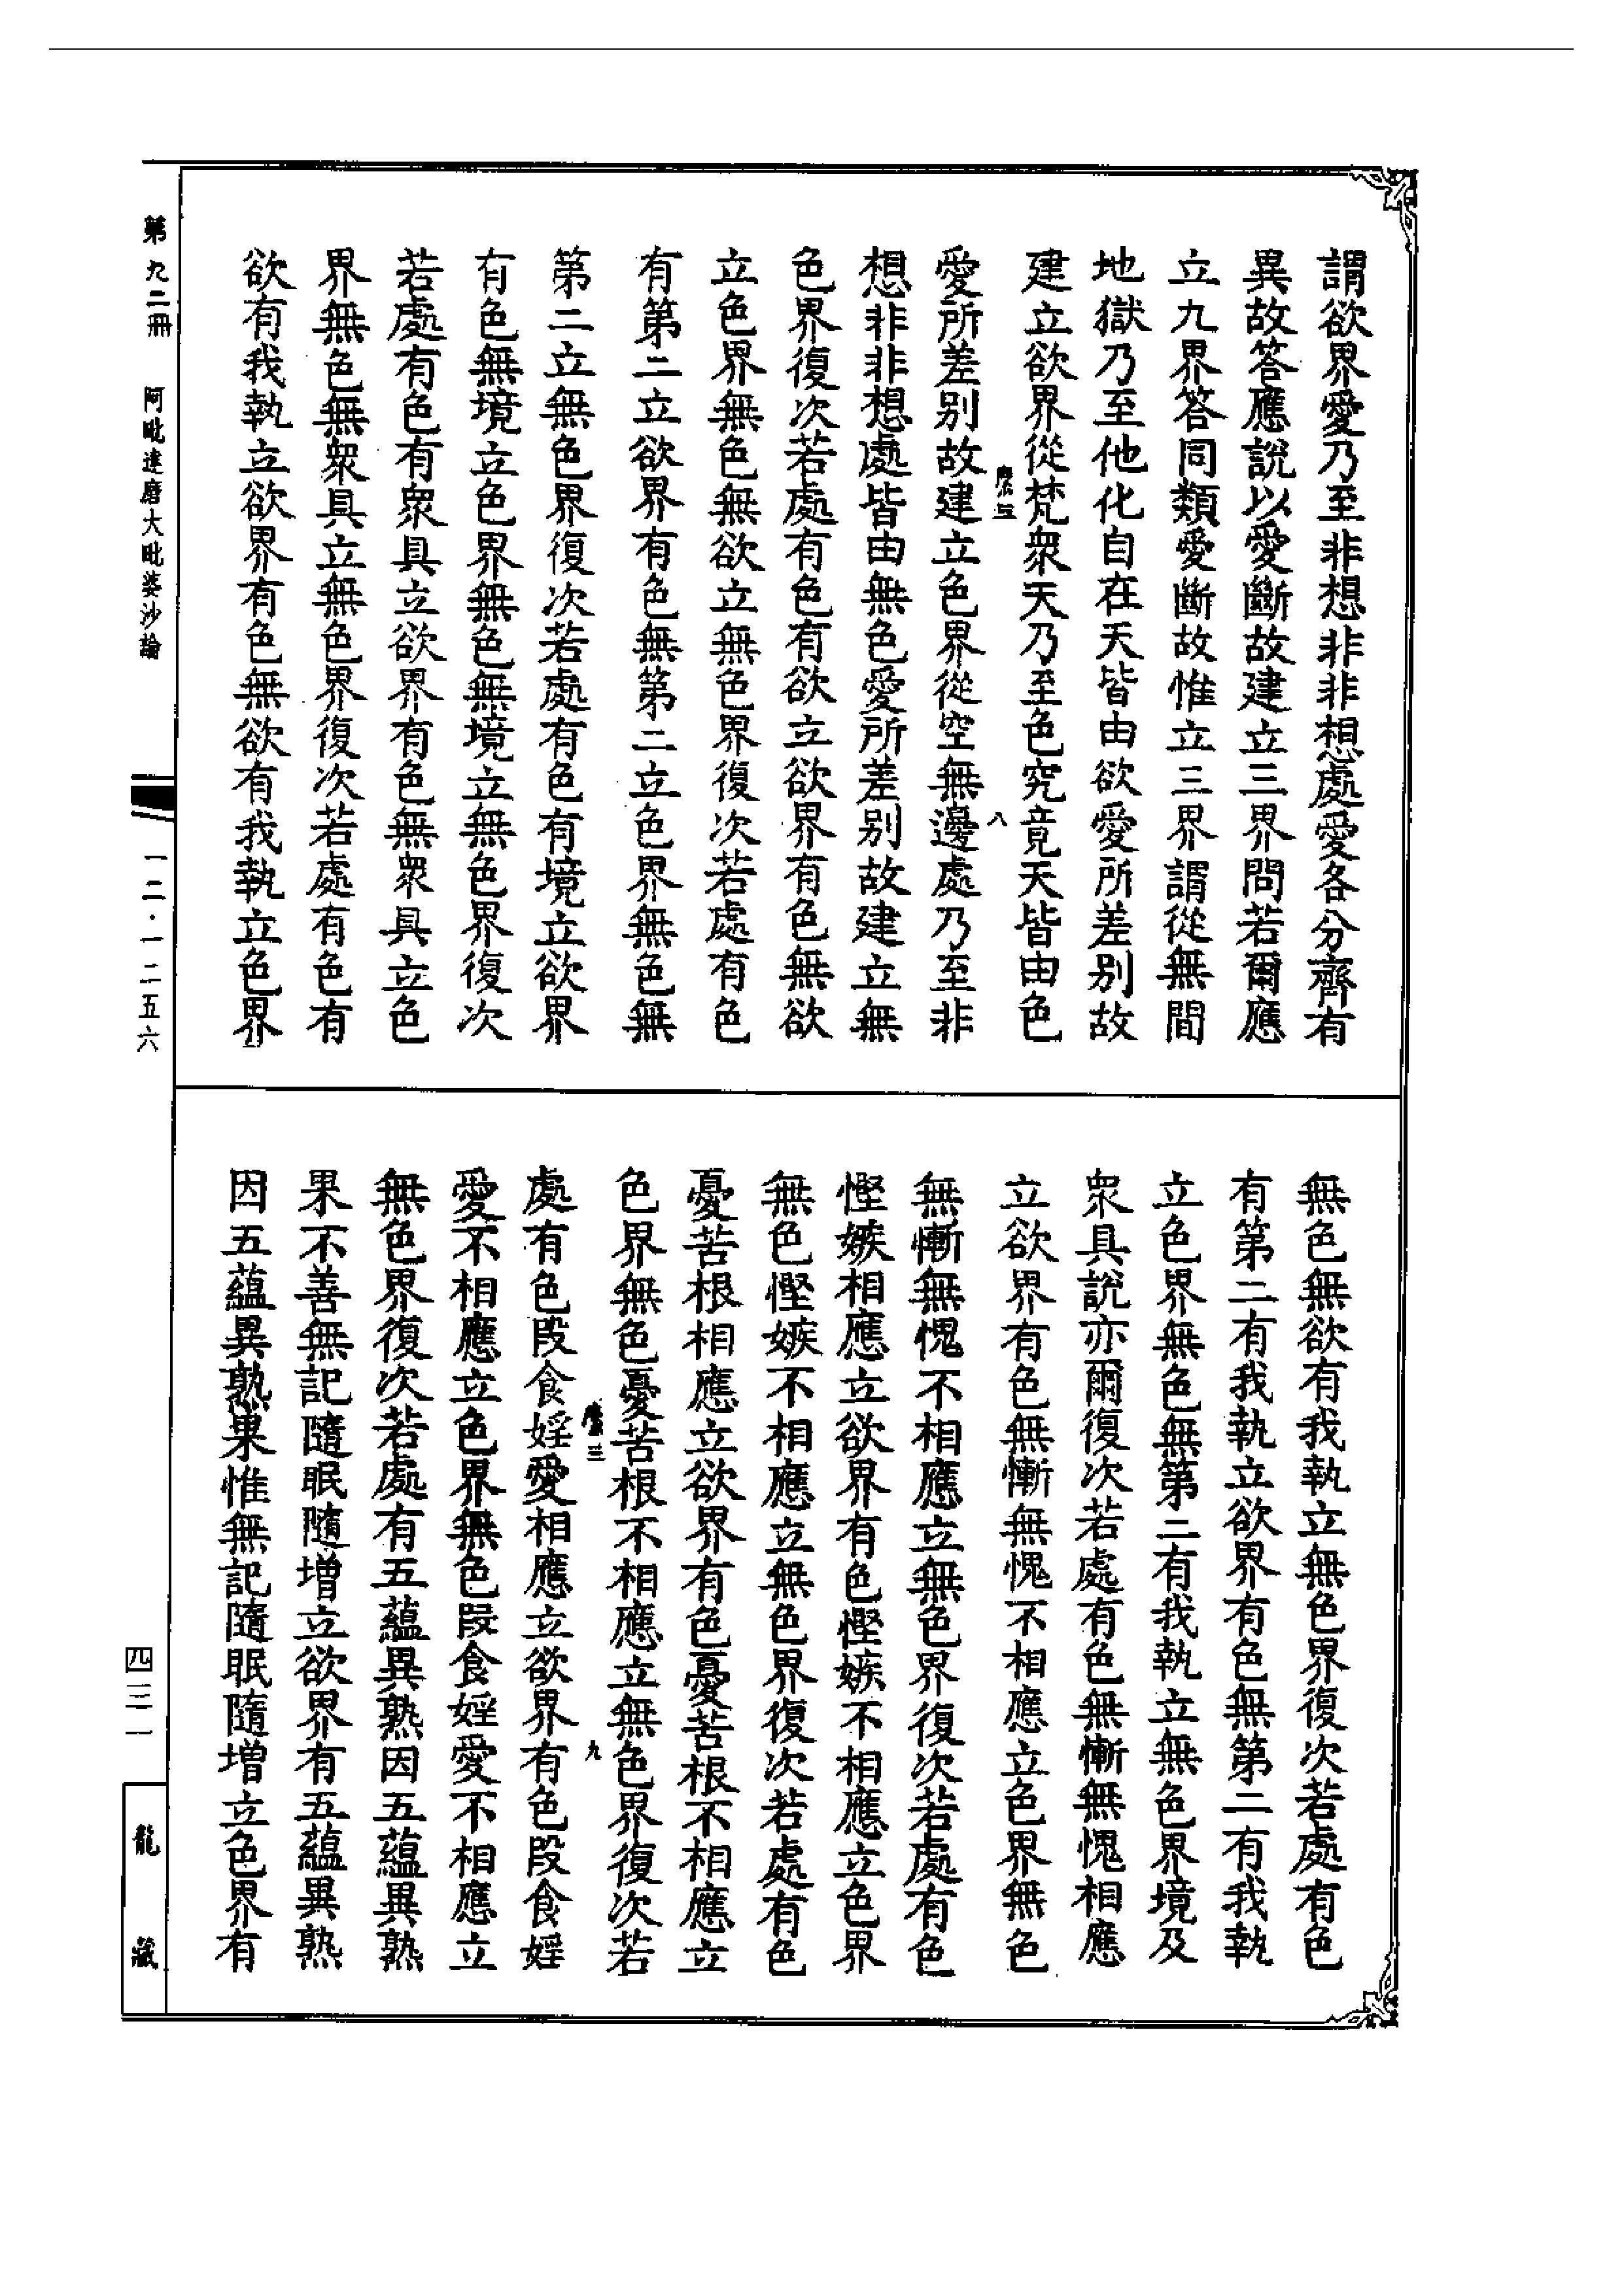 謂欲界愛乃至非想非非想處愛各分齊有
異故答應說以愛斷故建立三界問若爾應
立九界答同類愛斷故惟立三界謂從無間
地獄乃至他化自在天皆由欲愛所差別故
建立欲界從梵衆天乃至色究竟天皆由色
愛所差別故建立色界從空無邊處乃至非
想非非想處皆由無色愛所差別故建立無
色界復次若處有色有欲立欲界有色無欲
立色界無色無欲立無色界復次若處有色
有第二立欲界有色無第二立色界無色無
第二立無色界復次若處有色有境立欲界
有色無境立色界無色無境立無色界復次
若處有色有衆具立欲界有色無衆具立色
界無色無衆具立無色界復次若處有色有
欲有我執立欲界有色無欲有我執立色界
無色無欲有我執立無色界復次若處有色
有第二有我執立欲界有色無第二有我執
立色界無色無第二有我執立無色界境及
衆具說亦爾復次若處有色無慚無愧相應
立欲界有色無慚無愧不相應立色界無色
無慚無愧不相應立無色界復次若處有色
慳嫉相應立欲界有色慳嫉不相應立色界
無色慳嫉不相應立無色界復次若處有色
憂苦根相應立欲界有色憂苦根不相應立
色界無色憂苦根不相應立無色界復次若
處有色段食婬愛相應立欲界有色段食婬
愛不相應立色界無色段食婬愛不相應立
無色界復次若處有五蘊異熟因五蘊異熟
果不善無記隨眠隨增立欲界有五蘊異熟
因五蘊異熟果惟無記隨眠隨增立色界有
第九二冊　阿毗達磨大毗婆沙論
一二·一二五六
四三一
龍藏
三
八
三
九